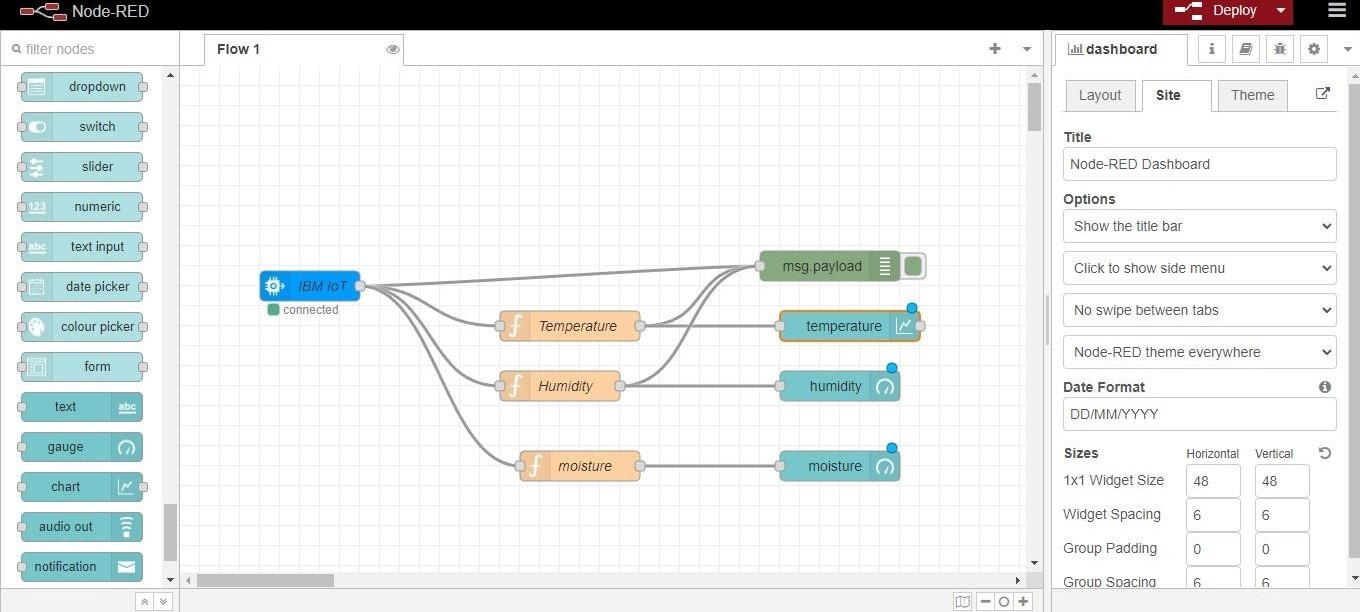 Node-RED
Deploy
filter nodes
Flow 1
dashboard
i
dropdown
switch
slider
123 numeric
abc text input
date picker
colour picker
form
text abc
gauge
chart
audio out
notification
IBM IoT
connected
msg.payload
f Temperature
temperature
f Humidity
humidity
f moisture
moisture
Layout Site Theme
Title
Node-RED Dashboard
Options
Show the title bar
Click to show side menu
No swipe between tabs
Node-RED theme everywhere
Date Format
DD/MM/YYYY
Sizes Horizontal Vertical
1x1 Widget Size 48 48
Widget Spacing 6 6
Group Padding 0 0
Group Spacing 6 6